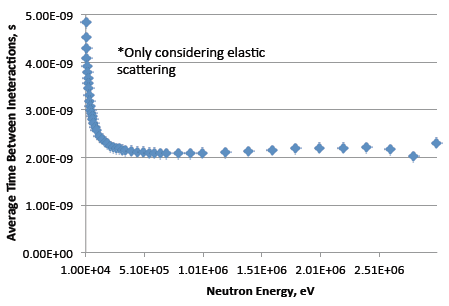 5.00E-09
4.00E-09
3.00E-09
2.00E-09
1.00E-09
0.00E+00
Average Time Between Ineteractions, s
*Only considering elastic
scattering
1.00E+04 5.10E+05 1.01E+06 1.51E+06 2.01E+06 2.51E+06
Neutron Energy, eV